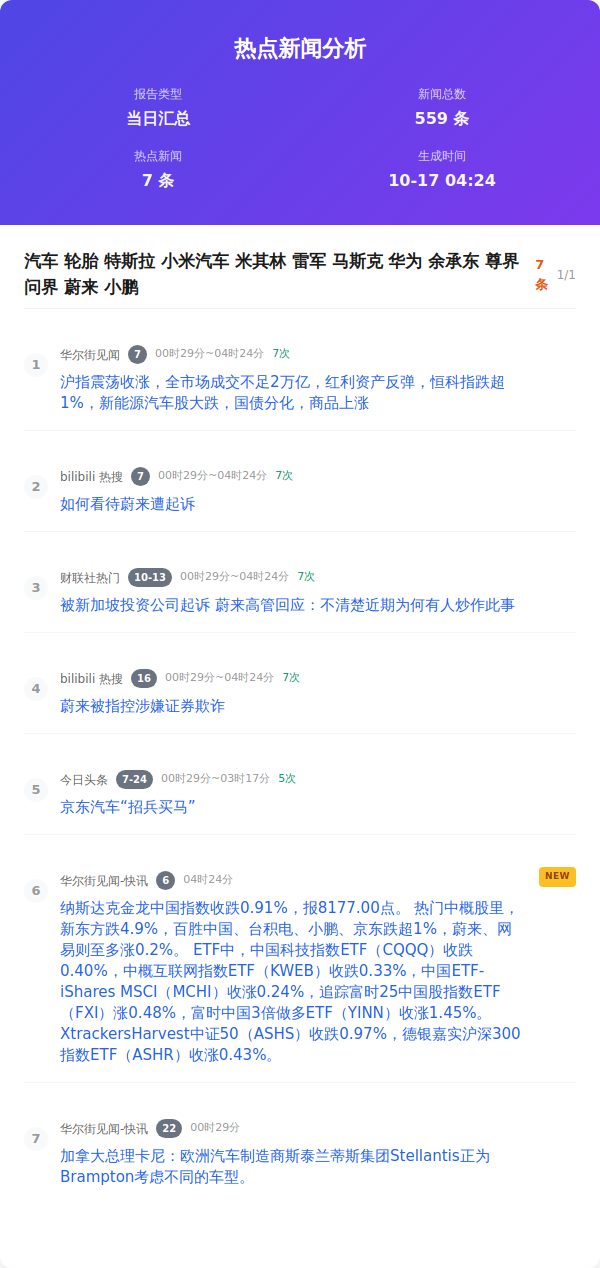 热点新闻分析
报告类型
当日汇总
新闻总数
559 条
热点新闻
7 条
生成时间
10-17 04:24
汽车 轮胎 特斯拉 小米汽车 米其林 雷军 马斯克 华为 余承东 尊界
问界 蔚来 小鹏
7
条
1/1
1
华尔街见闻 7 00时29分~04时24分 7次
沪指震荡收涨，全市场成交不足2万亿，红利资产反弹，恒科指跌超
1%，新能源汽车股大跌，国债分化，商品上涨
2
bilibili 热搜 7 00时29分~04时24分 7次
如何看待蔚来遭起诉
3
财联社热门 10-13 00时29分~04时24分 7次
被新加坡投资公司起诉 蔚来高管回应：不清楚近期为何有人炒作此事
4
bilibili 热搜 16 00时29分~04时24分 7次
蔚来被指控涉嫌证券欺诈
5
今日头条 7-24 00时29分~03时17分 5次
京东汽车“招兵买马”
6
华尔街见闻-快讯 6 04时24分
NEW
纳斯达克金龙中国指数收跌0.91%，报8177.00点。 热门中概股里，
新东方跌4.9%，百胜中国、台积电、小鹏、京东跌超1%，蔚来、网
易则至多涨0.2%。 ETF中，中国科技指数ETF（CQQQ）收跌
0.40%，中概互联网指数ETF（KWEB）收跌0.33%，中国ETF-
iShares MSCI（MCHI）收涨0.24%，追踪富时25中国股指数ETF
（FXI）涨0.48%，富时中国3倍做多ETF（YINN）收涨1.45%。
XtrackersHarvest中证50（ASHS）收跌0.97%，德银嘉实沪深300
指数ETF（ASHR）收涨0.43%。
7
华尔街见闻-快讯 22 00时29分
加拿大总理卡尼：欧洲汽车制造商斯泰兰蒂斯集团Stellantis正为
Brampton考虑不同的车型。